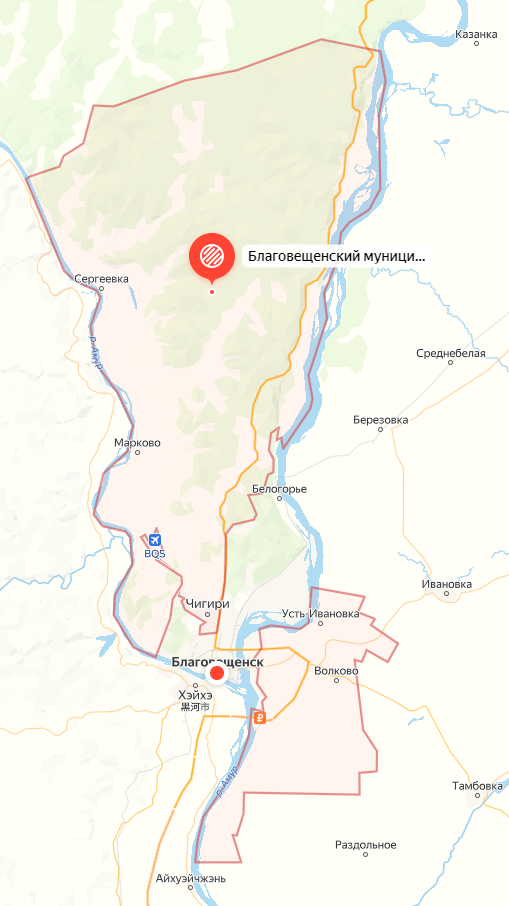 Казанка
Благовещенский муници...
Сергеевка
р. Амур
Среднебелая
Березовка
Марково
Белогорье
BQS
Ивановка
Чигири
Усть Ивановка
Благовещенск
Волково
Хэйхэ
黒河市
р. Амур
Тамбовка
Раздольное
Айхуэйчжэнь